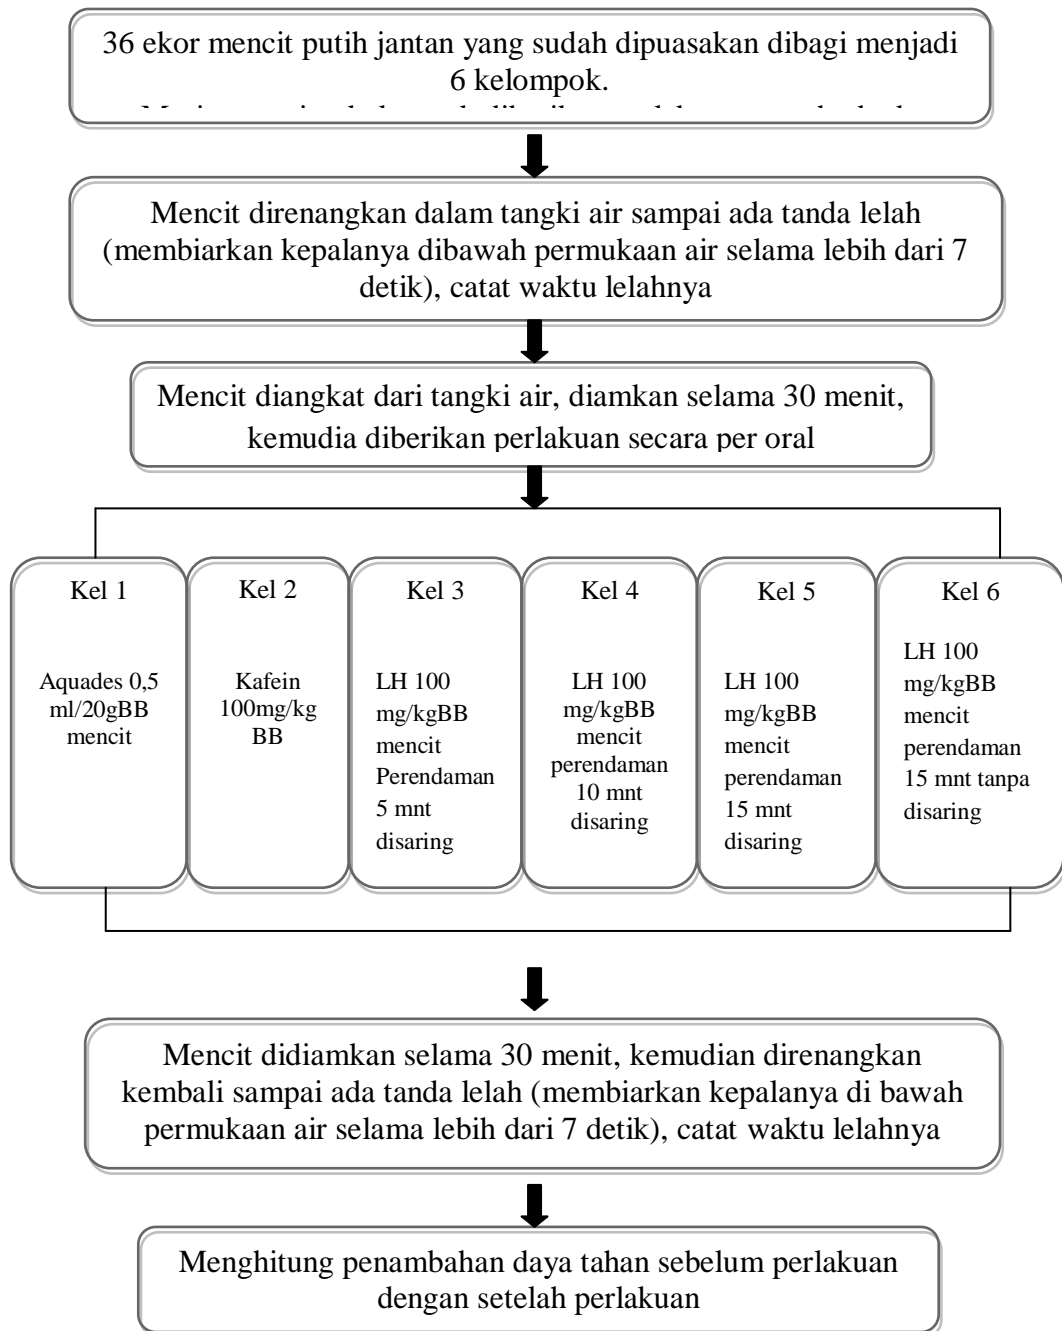 36 ekor mencit putih jantan yang sudah dipuasakan dibagi menjadi
6 kelompok.
Mencit direnangkan dalam tangki air sampai ada tanda lelah
(membiarkan kepalanya dibawah permukaan air selama lebih dari 7
detik), catat waktu lelahnya
Mencit diangkat dari tangki air, diamkan selama 30 menit,
kemudia diberikan perlakuan secara per oral
Kel 1
Aquades 0,5
ml/20gBB
mencit
Kel 2
Kafein
100mg/kg
BB
Kel 3
LH 100
mg/kgBB
mencit
Perendaman
5 mnt
disaring
Kel 4
LH 100
mg/kgBB
mencit
perendaman
10 mnt
disaring
Kel 5
LH 100
mg/kgBB
mencit
perendaman
15 mnt
disaring
Kel 6
LH 100
mg/kgBB
mencit
perendaman
15 mnt tanpa
disaring
Mencit didiamkan selama 30 menit, kemudian direnangkan
kembali sampai ada tanda lelah (membiarkan kepalanya di bawah
permukaan air selama lebih dari 7 detik), catat waktu lelahnya
Menghitung penambahan daya tahan sebelum perlakuan
dengan setelah perlakuan